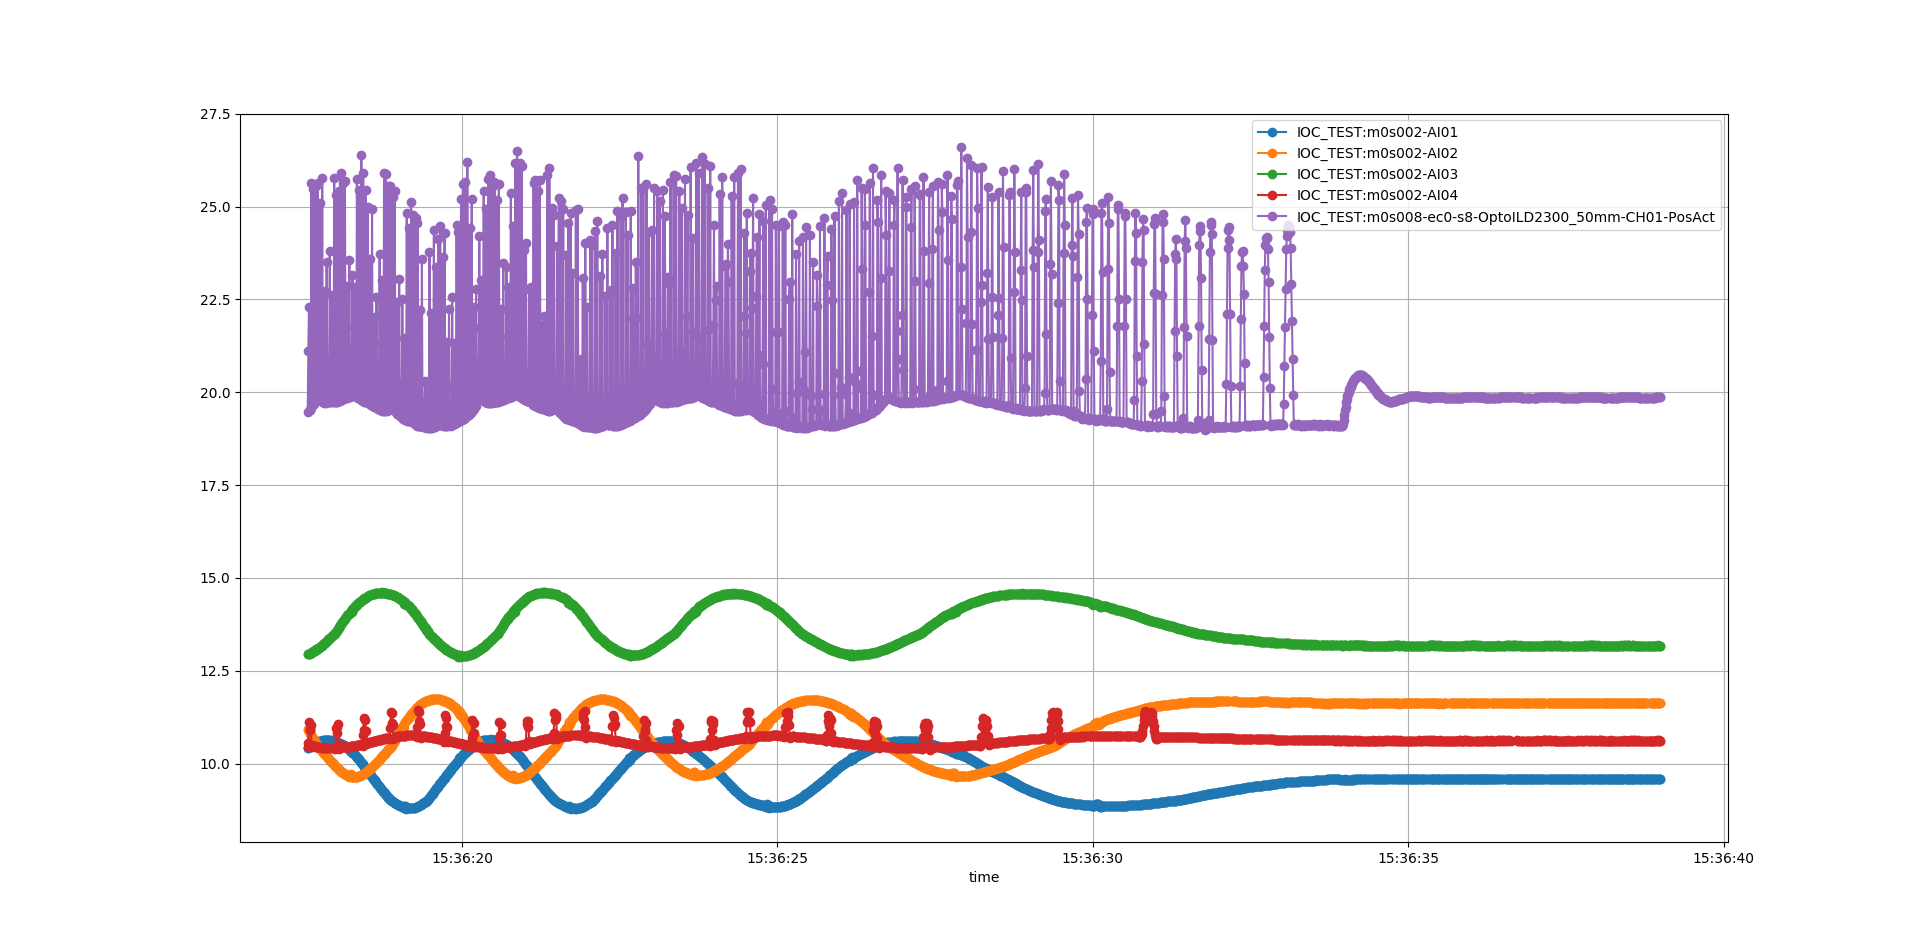 27.5
25.0
22.5
20.0
17.5
15.0
12.5
10.0
IOC_TEST:m0s002-AI01
IOC_TEST:m0s002-AI02
IOC_TEST:m0s002-AI03
IOC_TEST:m0s002-AI04
IOC_TEST:m0s008-ec0-s8-OptoILD2300_50mm-CH01-PosAct
15:36:20 15:36:25 15:36:30 15:36:35 15:36:40
time